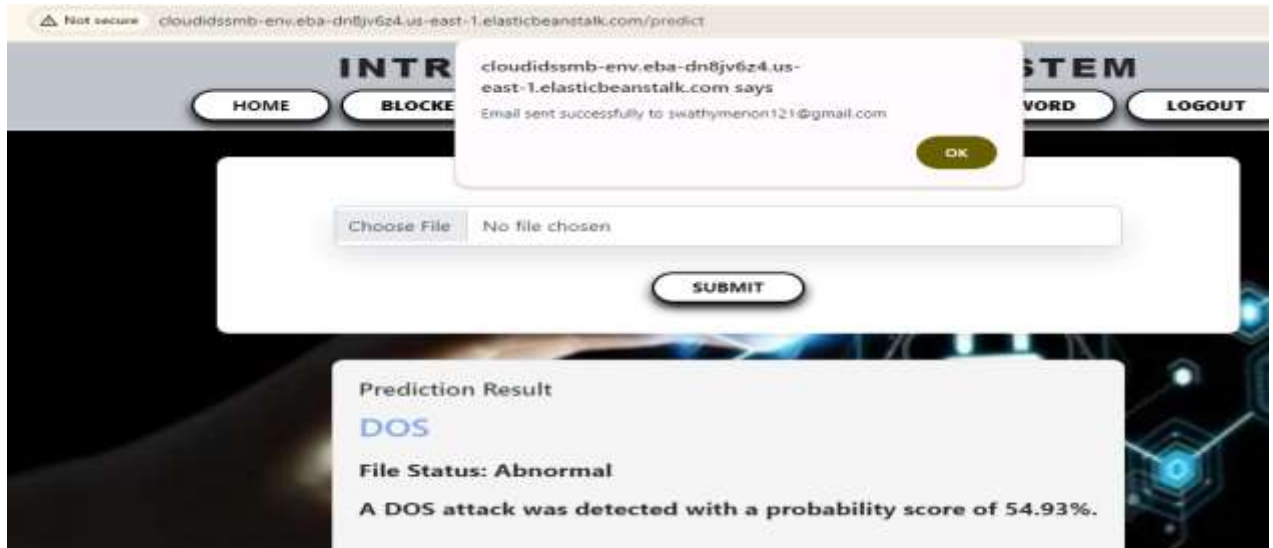 Not secure cloudidssmb-env.eba-dn8jv6z4.us-east-1.elasticbeanstalk.com/predict
INTR STEM
cloudidssmb-env.eba-dn8jv6z4.us-
east-1.elasticbeanstalk.com says
Email sent successfully to swathymenon121@gmail.com
OK
HOME BLOCKE WORD LOGOUT
Choose File No file chosen
SUBMIT
Prediction Result
DOS
File Status: Abnormal
A DOS attack was detected with a probability score of 54.93%.